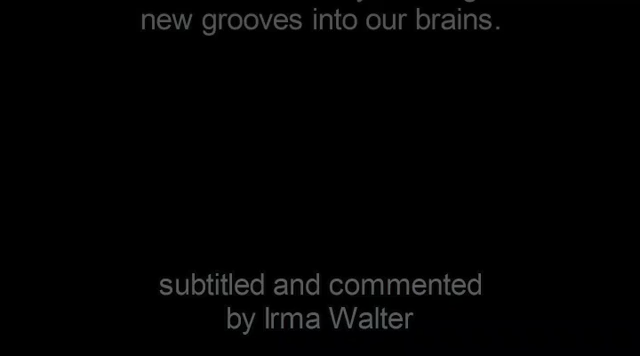 new grooves into our brains.
subtitled and commented
by Irma Walter